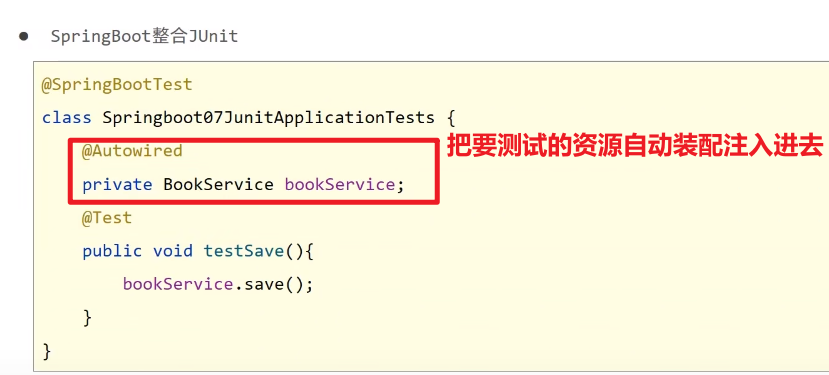 ● SpringBoot整合JUnit
@SpringBootTest
class Springboot07JunitApplicationTests {
@Autowired 把要测试的资源自动装配注入进去
private BookService bookService;
@Test
public void testSave(){
bookService.save();
}
}